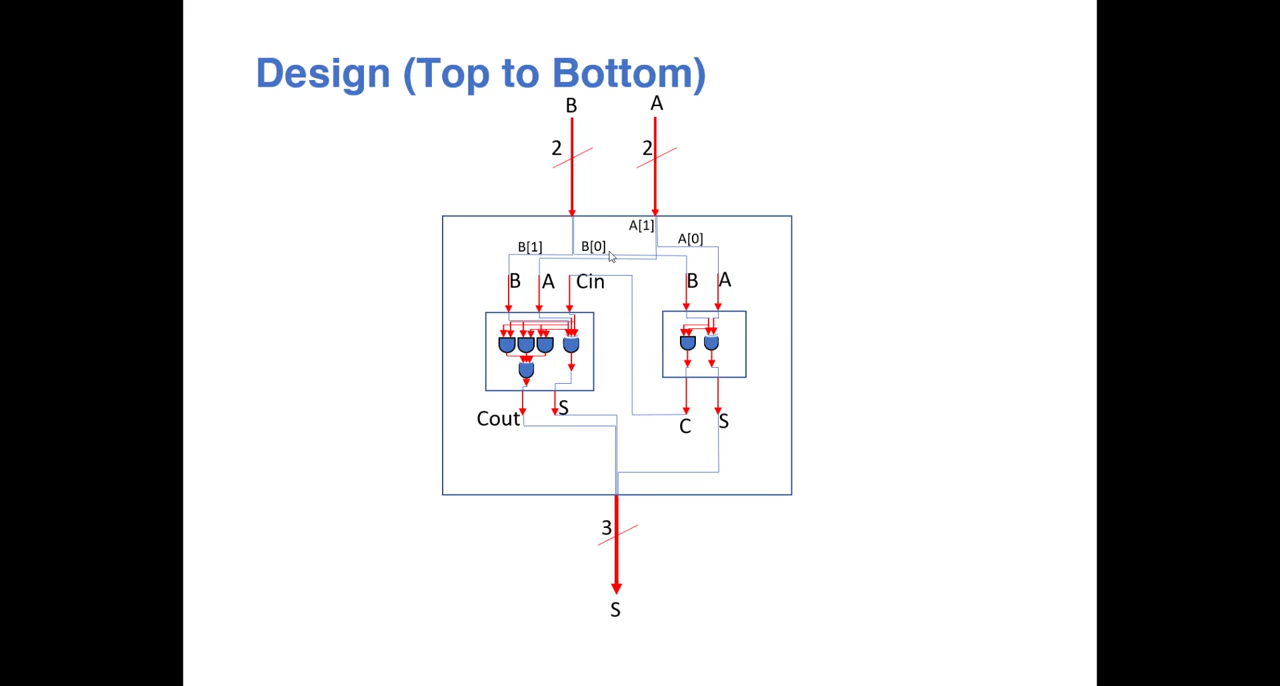 Design (Top to Bottom)
B A
2 2
A[1]
B[1] B[0] A[0]
B A Cin B A
Cout S C S
3
S